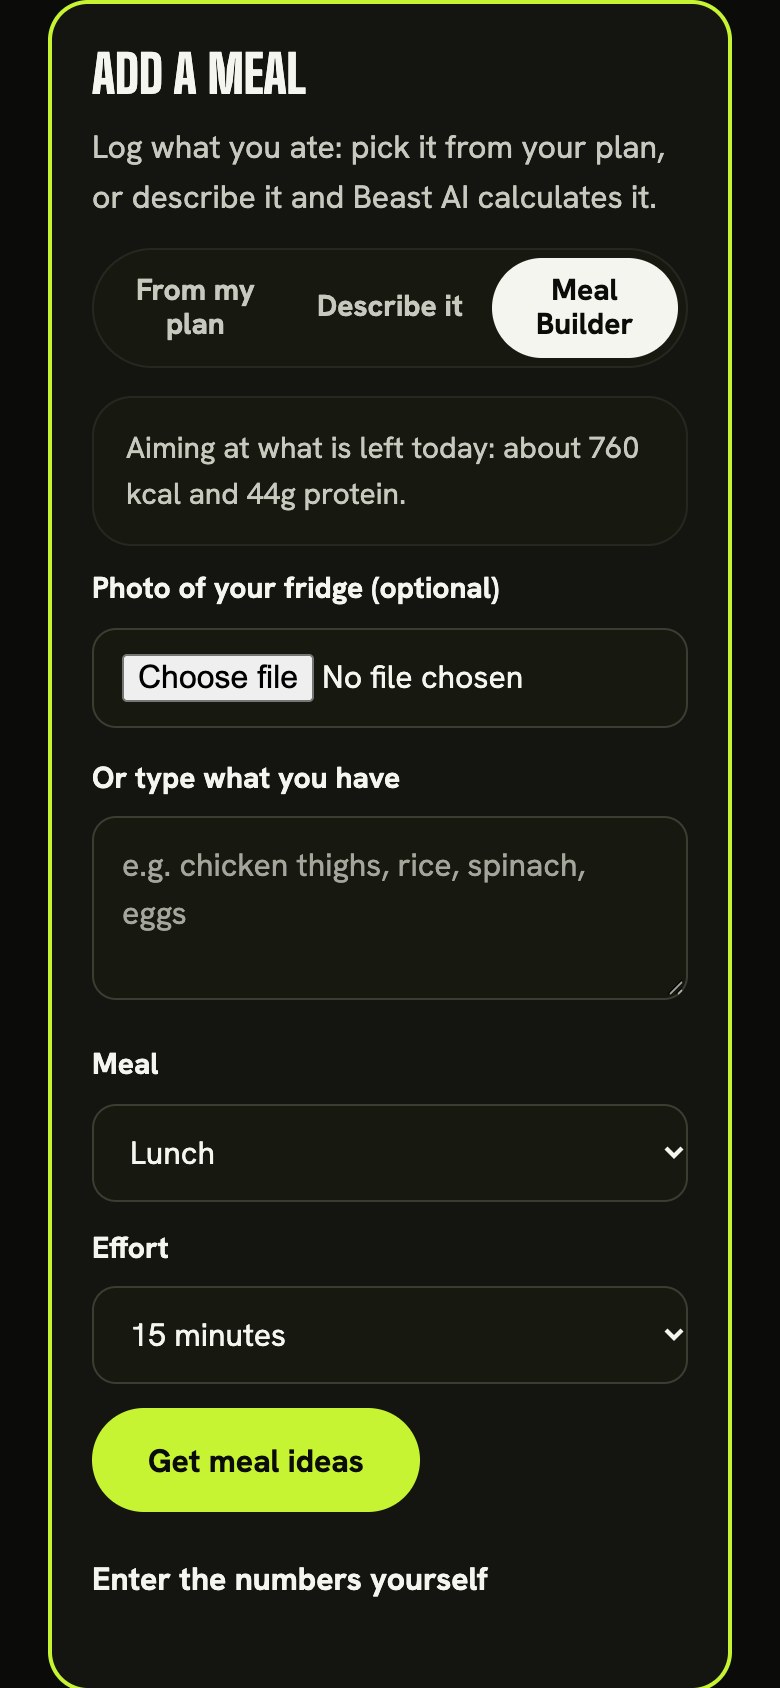 ADD A MEAL
Log what you ate: pick it from your plan,
or describe it and Beast AI calculates it.
From my
plan
Describe it
Meal
Builder
Aiming at what is left today: about 760
kcal and 44g protein.
Photo of your fridge (optional)
Choose file No file chosen
Or type what you have
e.g. chicken thighs, rice, spinach,
eggs
Meal
Lunch
Effort
15 minutes
Get meal ideas
Enter the numbers yourself